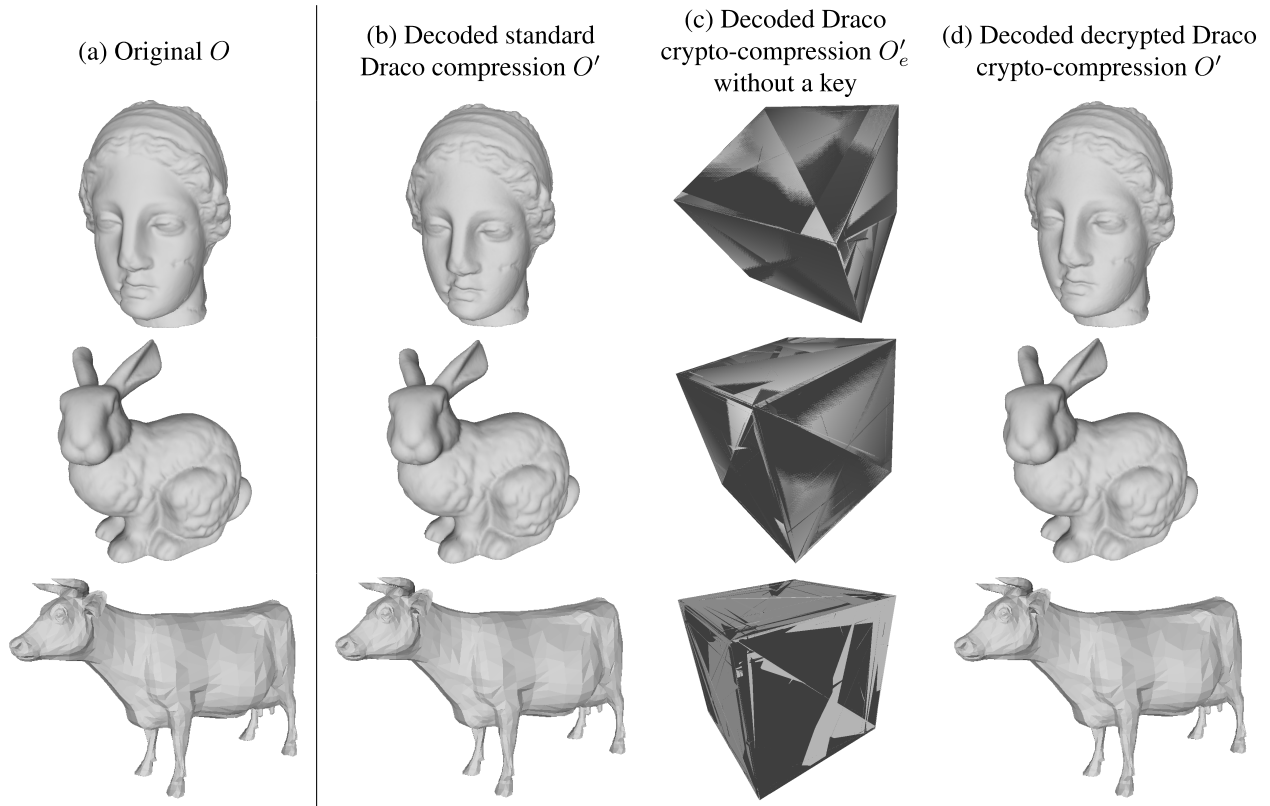 (a) Original O
(b) Decoded standard
Draco compression O′
(c) Decoded Draco
crypto-compression O′ₑ
without a key
(d) Decoded decrypted Draco
crypto-compression O′